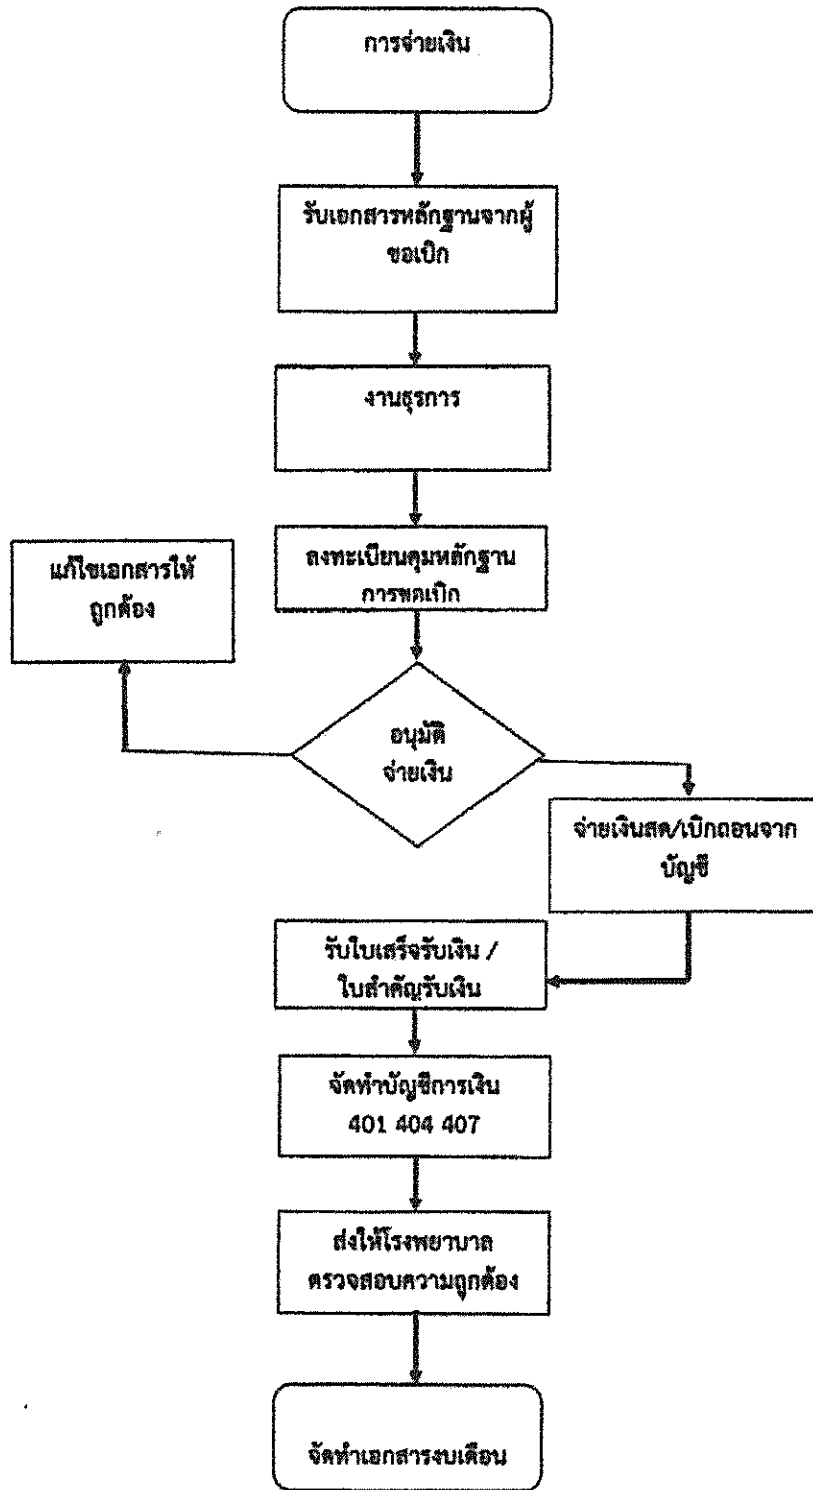 การจ่ายเงิน
รับเอกสารหลักฐานจากผู้
ขอเบิก
งานธุรการ
ลงทะเบียนคุมหลักฐาน
การขอเบิก
แก้ไขเอกสารให้
ถูกต้อง
อนุมัติ
จ่ายเงิน
จ่ายเงินสด/เบิกถอนจาก
บัญชี
รับใบเสร็จรับเงิน /
ใบสำคัญรับเงิน
จัดทำบัญชีการเงิน
401 404 407
ส่งให้โรงพยาบาล
ตรวจสอบความถูกต้อง
จัดทำเอกสารงบเดือน